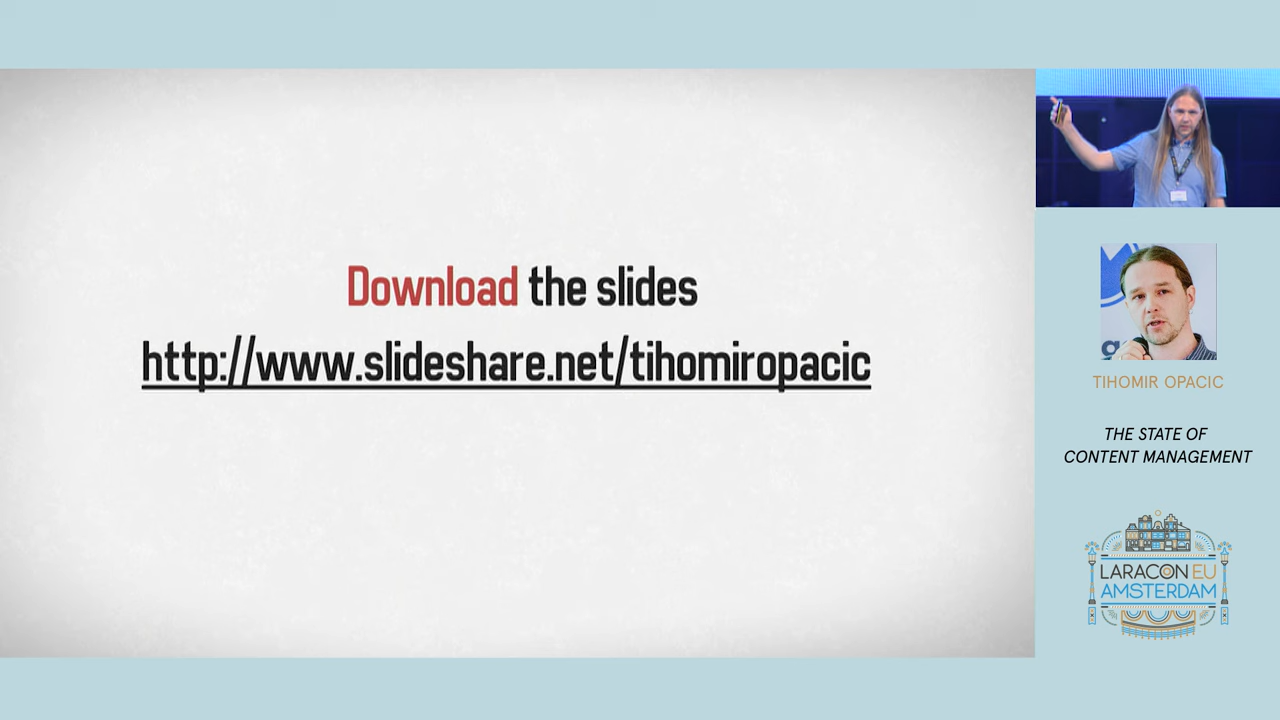 Download the slides
http://www.slideshare.net/tihomiropacic
TIHOMIR OPACIC
THE STATE OF
CONTENT MANAGEMENT
LARACON EU
AMSTERDAM